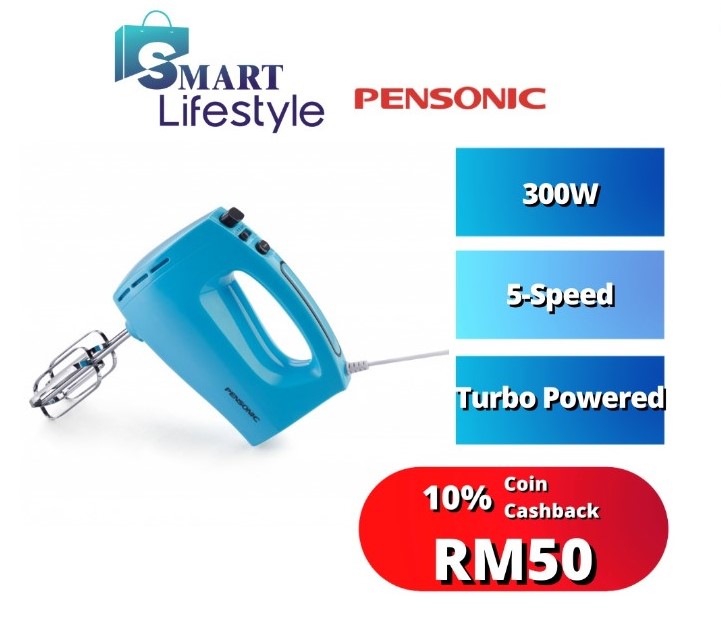 SMART
Lifestyle
PENSONIC
300W
5-Speed
Turbo Powered
PENSONIC
10% Coin
Cashback
RM50